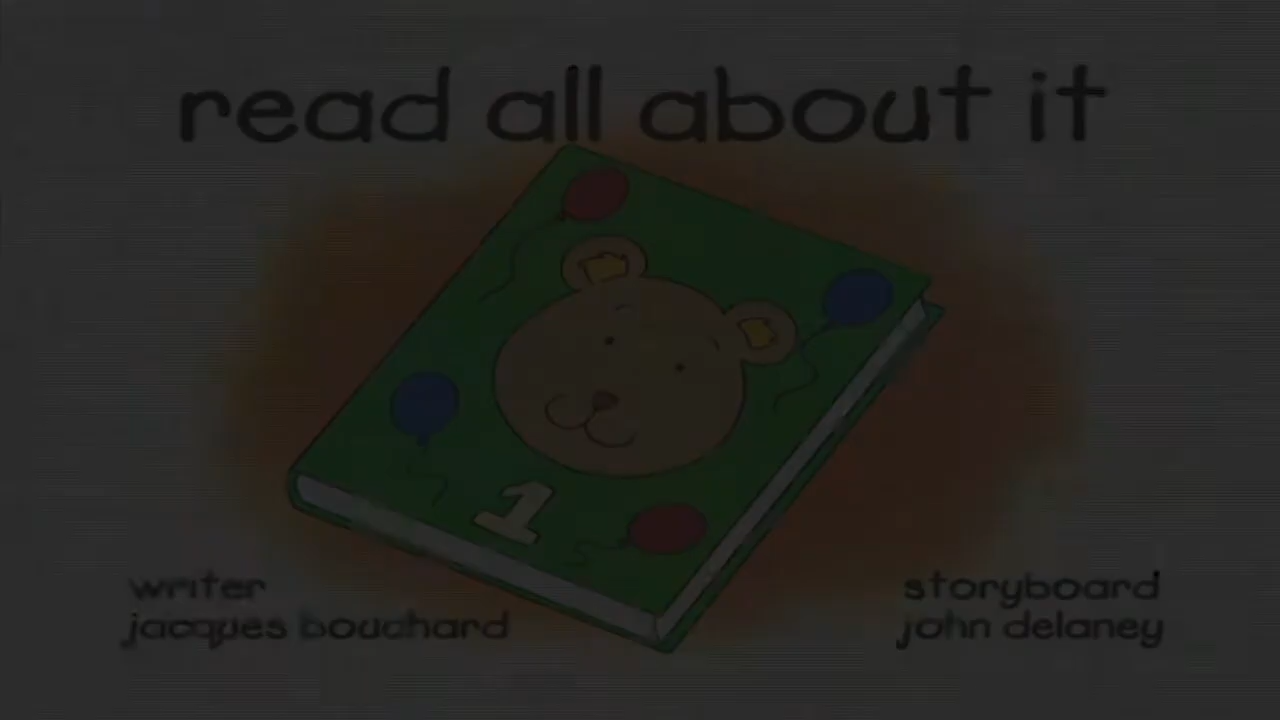 read all about it
1
writer
jacques bouchard
storyboard
john delaney